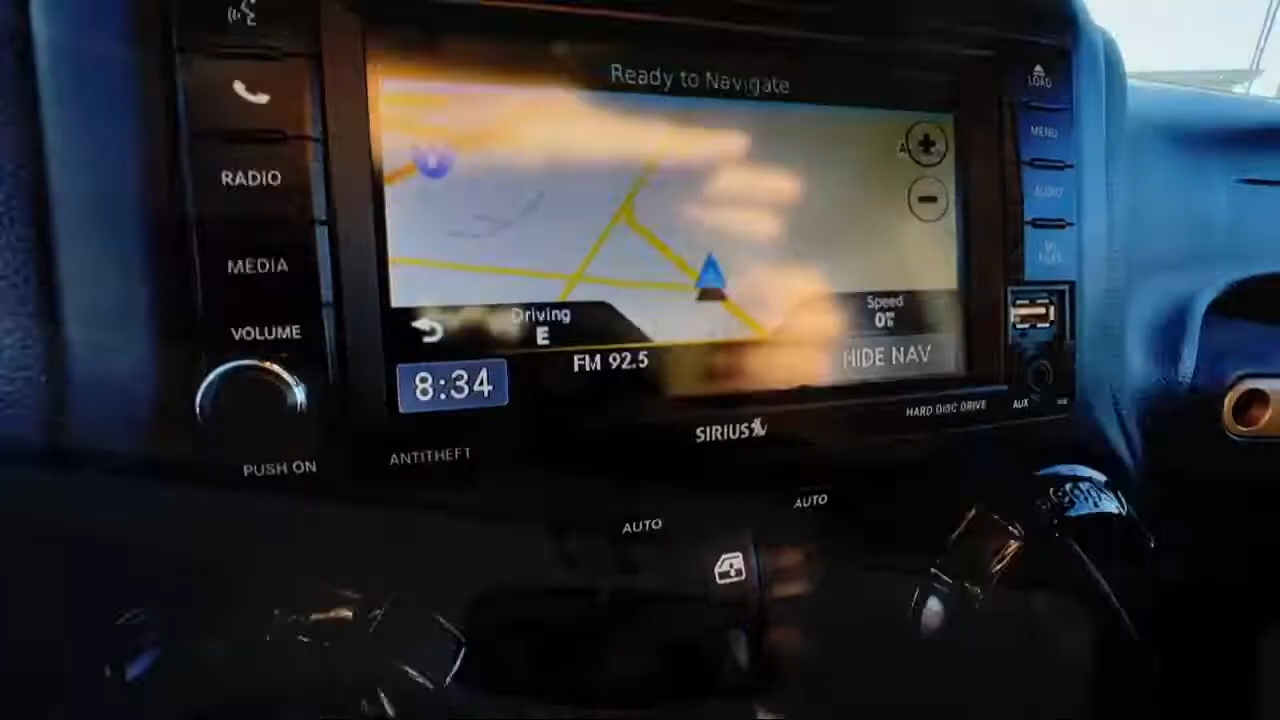 Ready to Navigate
LOAD
MENU
RADIO
AUDIO
MEDIA
Driving
E
Speed
0
VOLUME
FM 92.5
HIDE NAV
8:34
HARD DISC DRIVE
AUX
SIRIUS
PUSH ON
ANTITHEFT
AUTO
AUTO